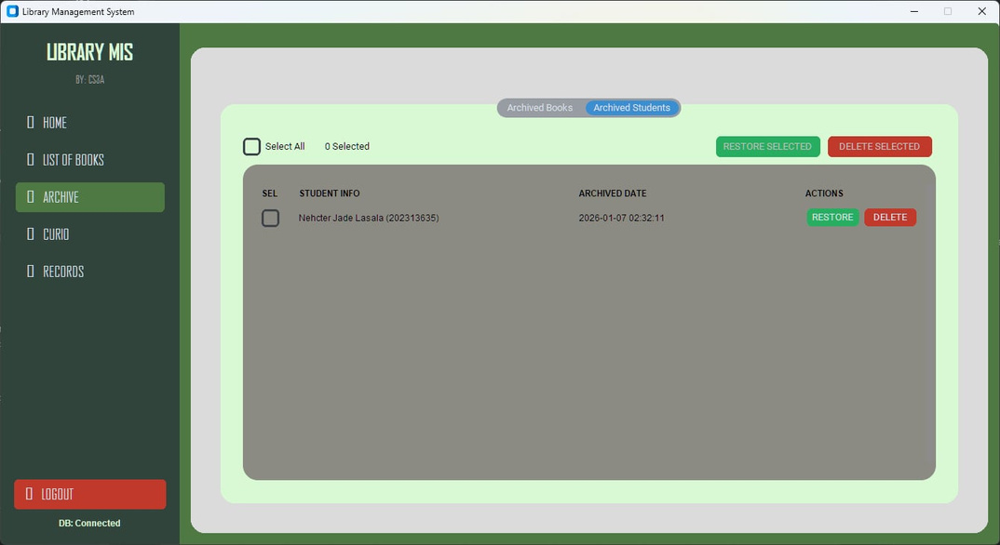 Library Management System
LIBRARY MIS
BY: CS3A
HOME
LIST OF BOOKS
ARCHIVE
CURIO
RECORDS
LOGOUT
DB: Connected
Archived Books Archived Students
Select All 0 Selected RESTORE SELECTED DELETE SELECTED
SEL STUDENT INFO ARCHIVED DATE ACTIONS
Nehcter Jade Lasala (202313635) 2026-01-07 02:32:11 RESTORE DELETE